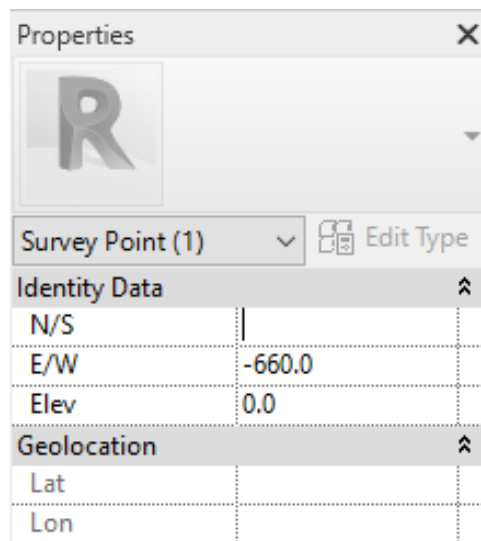 Properties
R
Survey Point (1) Edit Type
Identity Data
N/S
E/W -660.0
Elev 0.0
Geolocation
Lat
Lon